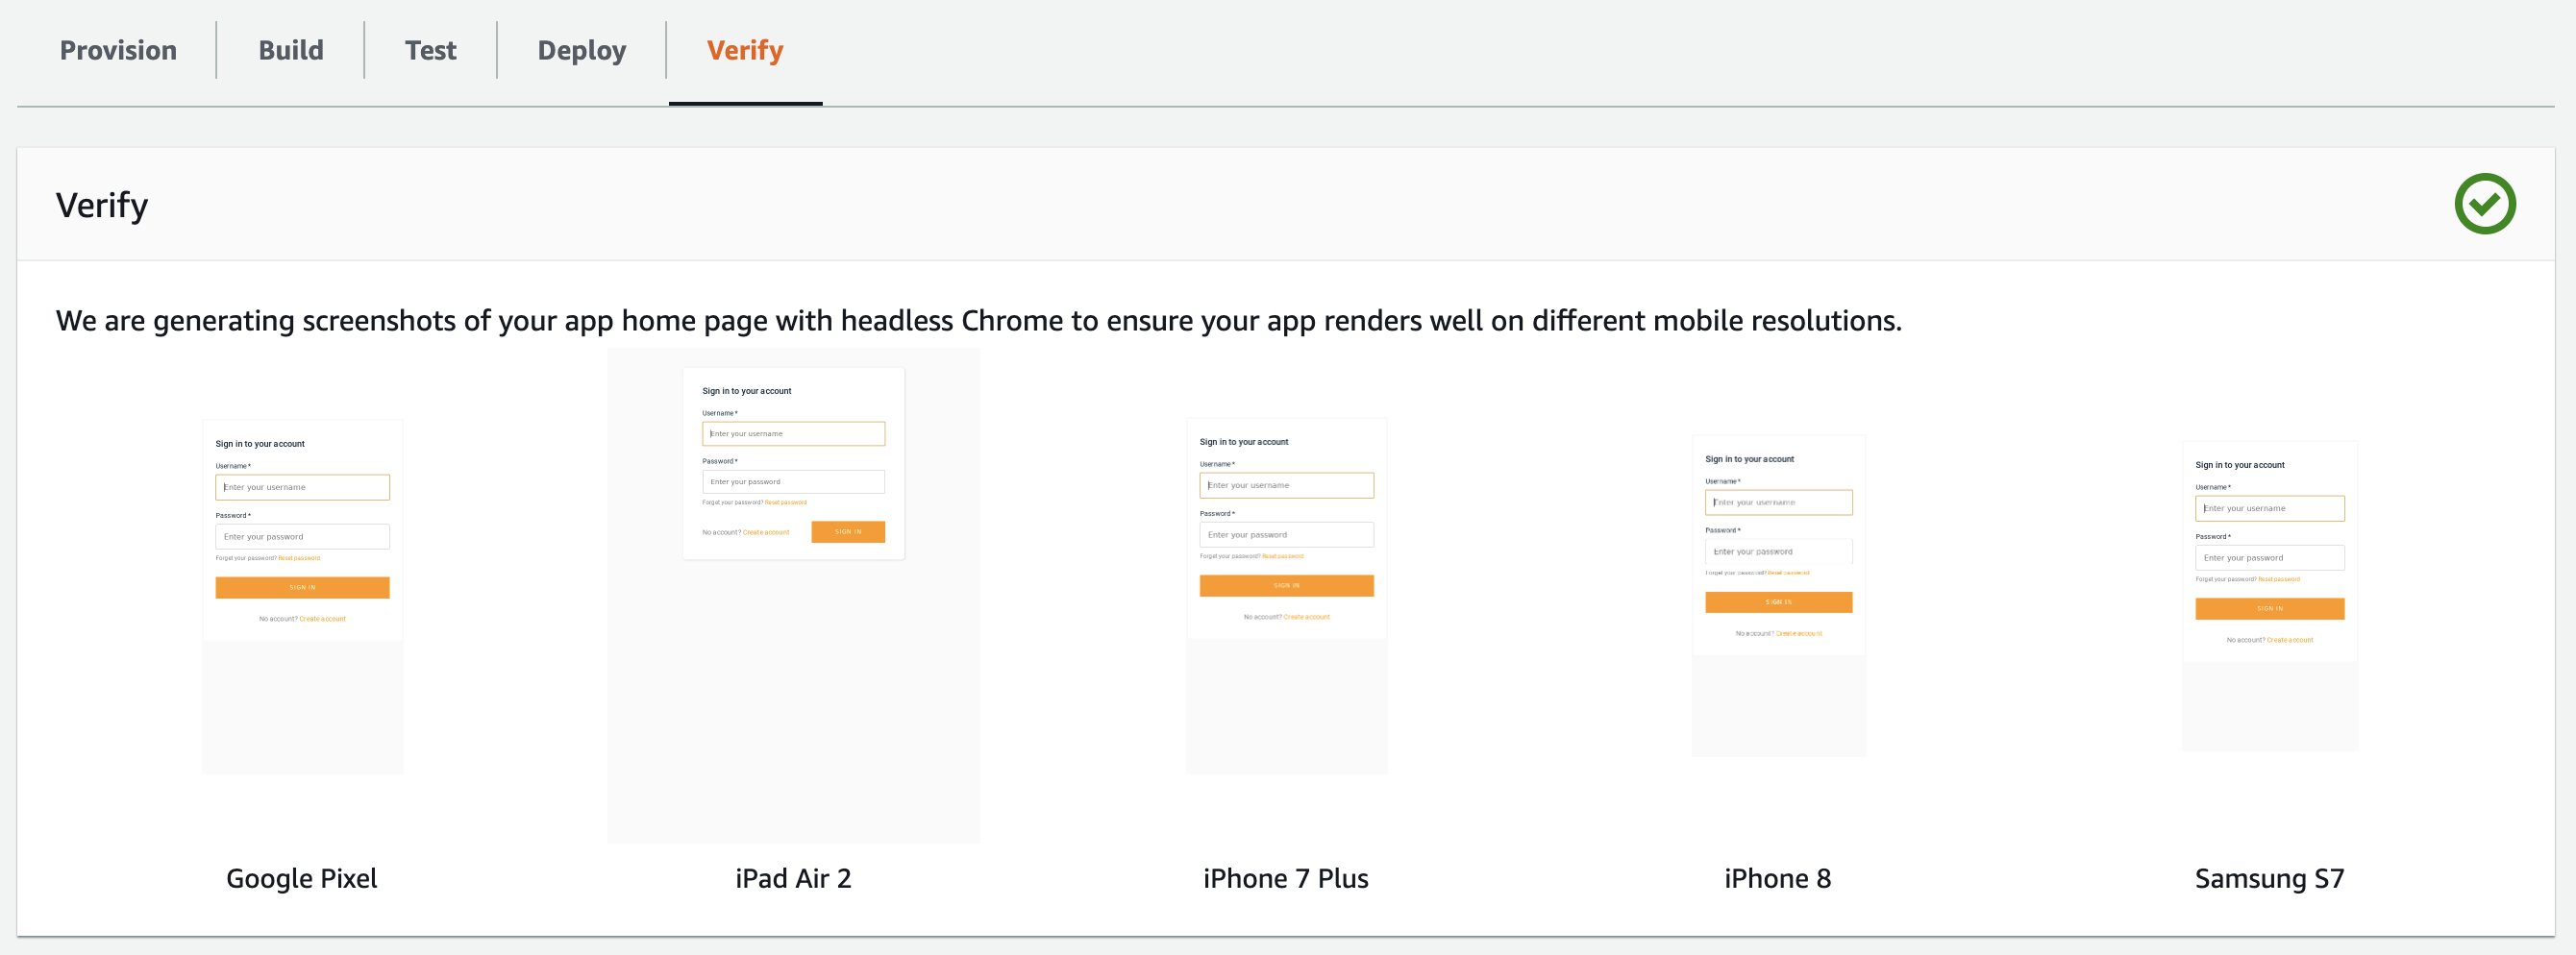 Provision
Build
Test
Deploy
Verify
Verify
We are generating screenshots of your app home page with headless Chrome to ensure your app renders well on different mobile resolutions.
Sign in to your account
Username *
Enter your username
Password *
Enter your password
Forget your password? Reset password
SIGN IN
No account? Create account
Google Pixel
Sign in to your account
Username *
Enter your username
Password *
Enter your password
Forget your password? Reset password
No account? Create account
SIGN IN
iPad Air 2
Sign in to your account
Username *
Enter your username
Password *
Enter your password
Forget your password? Reset password
SIGN IN
No account? Create account
iPhone 7 Plus
Sign in to your account
Username *
Enter your username
Password *
Enter your password
Forget your password? Reset password
SIGN IN
No account? Create account
iPhone 8
Sign in to your account
Username *
Enter your username
Password *
Enter your password
Forget your password? Reset password
SIGN IN
No account? Create account
Samsung S7